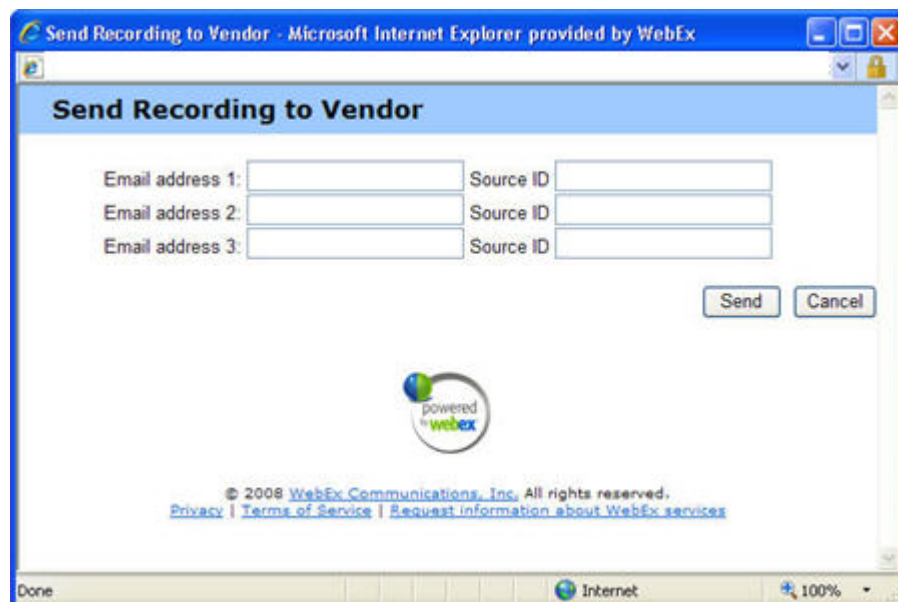 Send Recording to Vendor - Microsoft Internet Explorer provided by WebEx
Send Recording to Vendor
Email address 1: Source ID
Email address 2: Source ID
Email address 3: Source ID
Send Cancel
powered
by webex
© 2008 WebEx Communications, Inc. All rights reserved.
Privacy | Terms of Service | Request information about WebEx services
Done Internet 100%